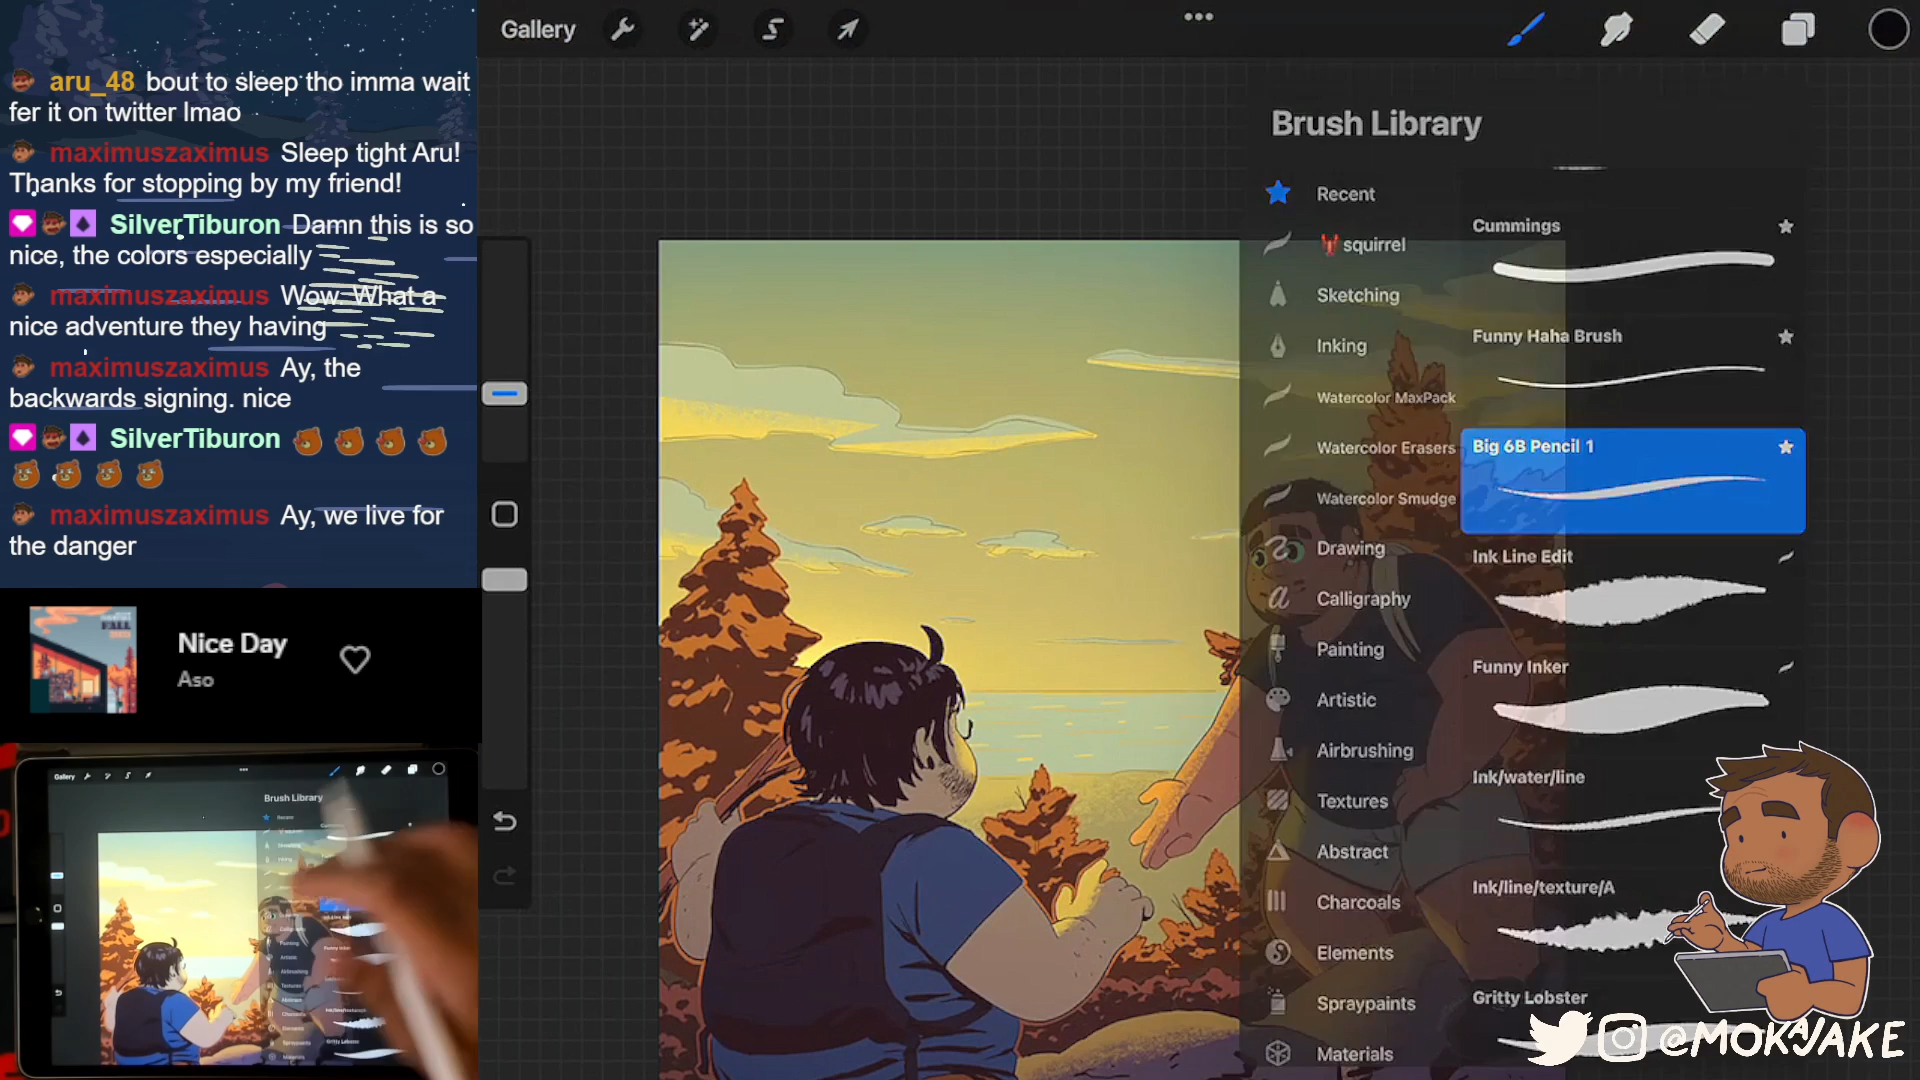 aru_48 bout to sleep tho imma wait
fer it on twitter lmao
maximuszaximus Sleep tight Aru!
Thanks for stopping by my friend!
SilverTiburon Damn this is so
nice, the colors especially
maximuszaximus Wow. What a
nice adventure they having
maximuszaximus Ay, the
backwards signing. nice
SilverTiburon
maximuszaximus Ay, we live for
the danger
FALL
Nice Day
Aso
Gallery
Brush Library
Recent
squirrel
Sketching
Inking
Watercolor MaxPack
Watercolor Erasers
Watercolor Smudge
Drawing
Calligraphy
Painting
Artistic
Airbrushing
Textures
Abstract
Charcoals
Elements
Spraypaints
Materials
Cummings
Funny Haha Brush
Big 6B Pencil 1
Ink Line Edit
Funny Inker
Ink/water/line
Ink/line/texture/A
Gritty Lobster
@MOKAJAKE
Gallery
Brush Library
Recent